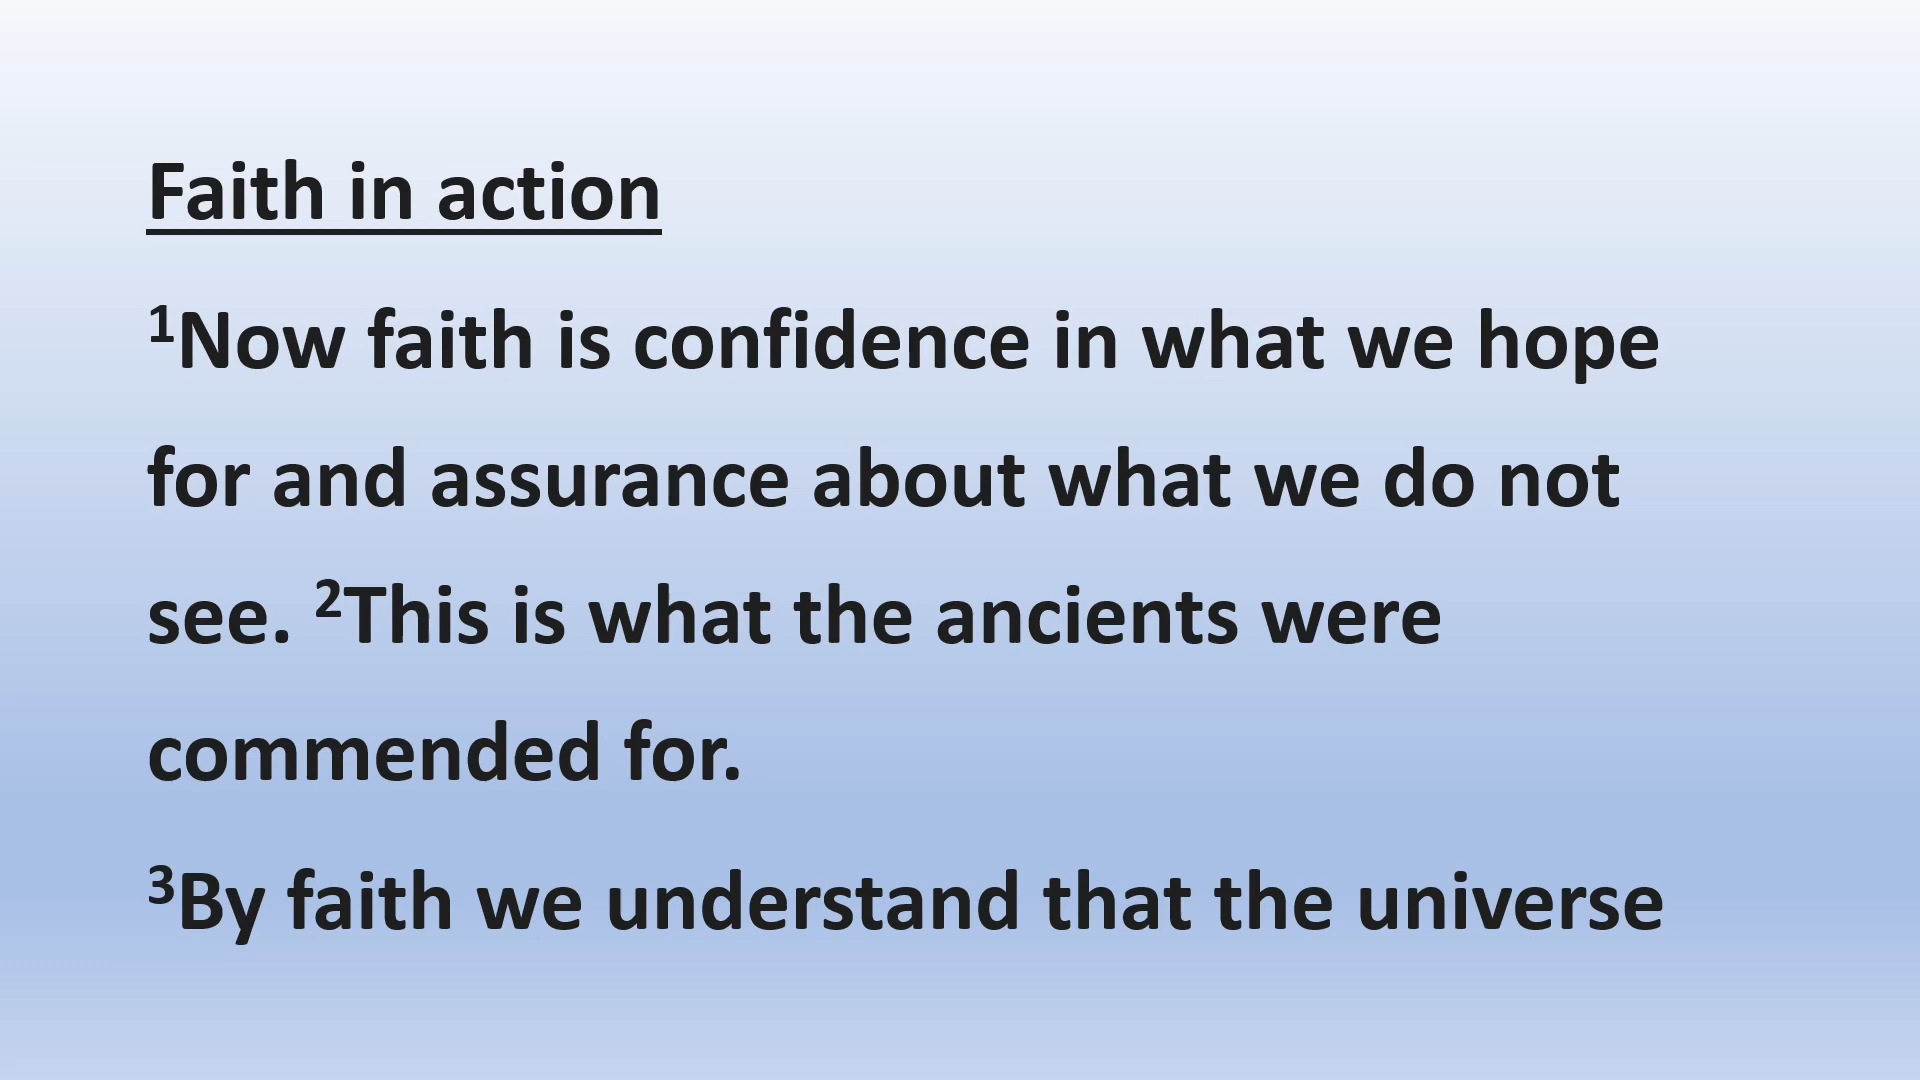 Faith in action
¹Now faith is confidence in what we hope
for and assurance about what we do not
see. ²This is what the ancients were
commended for.
³By faith we understand that the universe